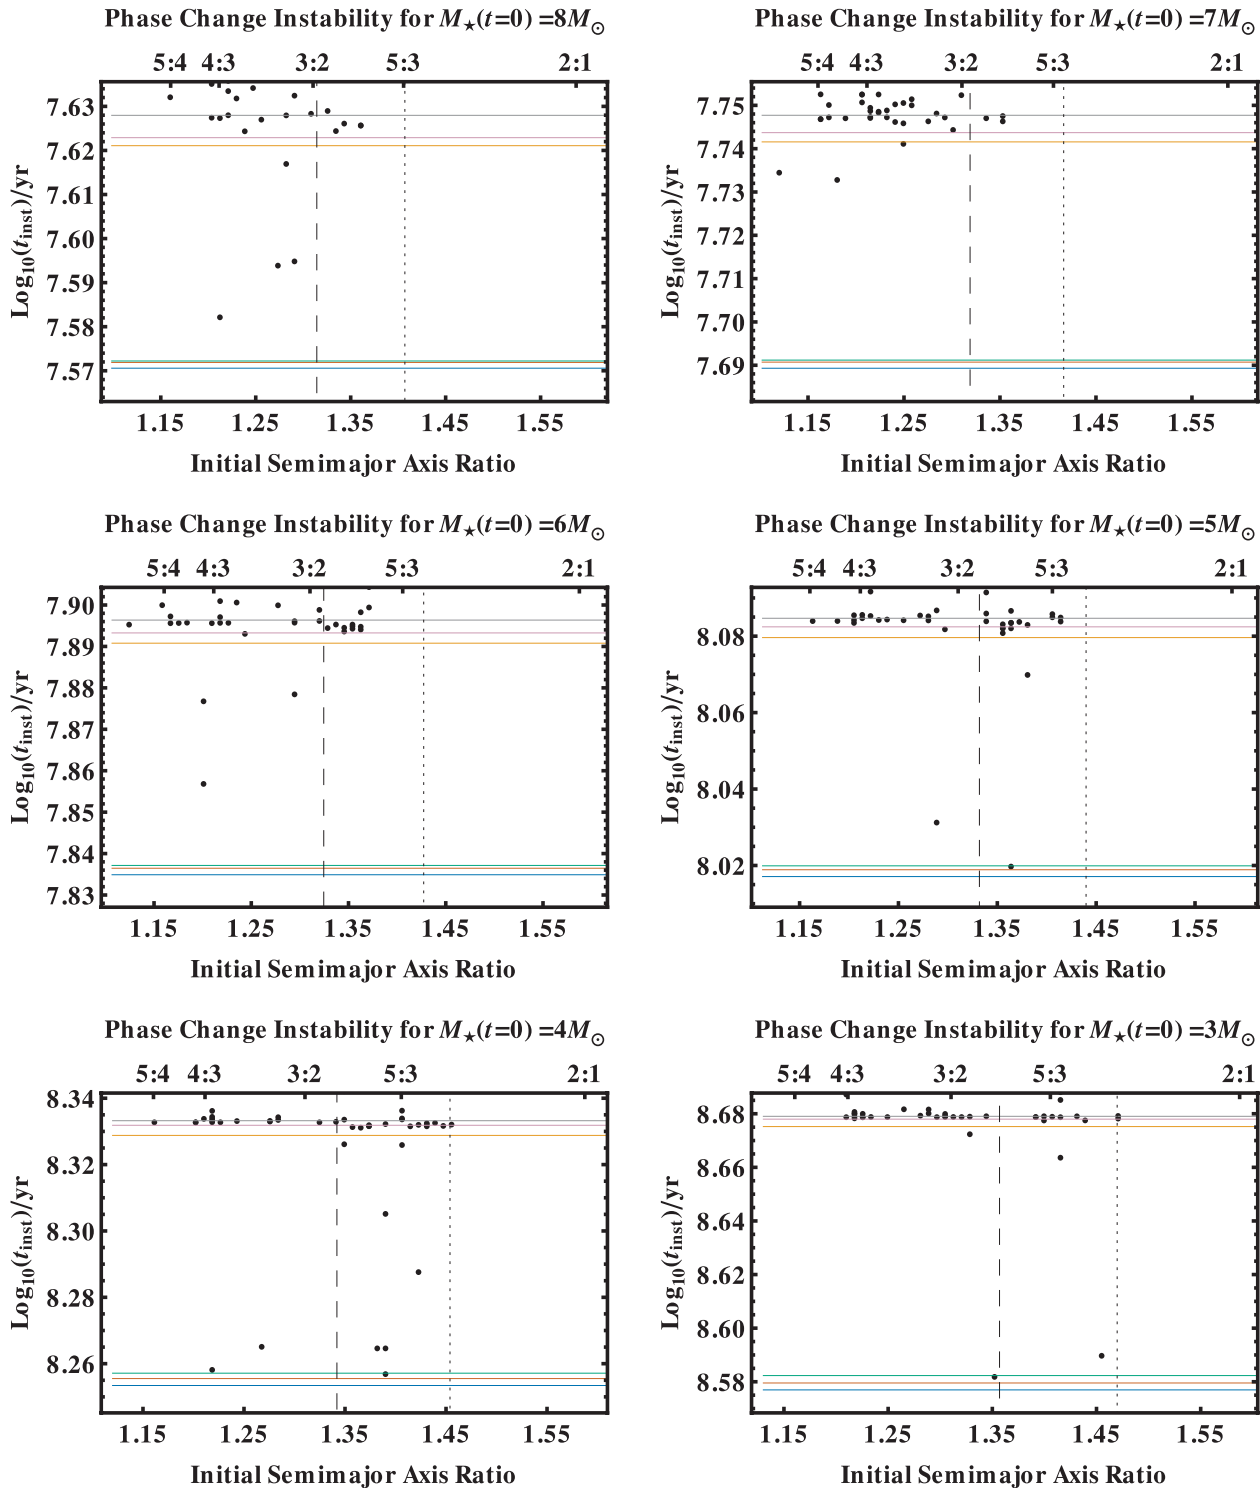 Phase Change Instability for M★(t=0) =8M⊙
5:4 4:3 3:2 5:3 2:1
Log10(tinst)/yr
7.63
7.62
7.61
7.60
7.59
7.58
7.57
1.15 1.25 1.35 1.45 1.55
Initial Semimajor Axis Ratio
Phase Change Instability for M★(t=0) =7M⊙
5:4 4:3 3:2 5:3 2:1
Log10(tinst)/yr
7.75
7.74
7.73
7.72
7.71
7.70
7.69
1.15 1.25 1.35 1.45 1.55
Initial Semimajor Axis Ratio
Phase Change Instability for M★(t=0) =6M⊙
5:4 4:3 3:2 5:3 2:1
Log10(tinst)/yr
7.90
7.89
7.88
7.87
7.86
7.85
7.84
7.83
1.15 1.25 1.35 1.45 1.55
Initial Semimajor Axis Ratio
Phase Change Instability for M★(t=0) =5M⊙
5:4 4:3 3:2 5:3 2:1
Log10(tinst)/yr
8.08
8.06
8.04
8.02
1.15 1.25 1.35 1.45 1.55
Initial Semimajor Axis Ratio
Phase Change Instability for M★(t=0) =4M⊙
5:4 4:3 3:2 5:3 2:1
Log10(tinst)/yr
8.34
8.32
8.30
8.28
8.26
1.15 1.25 1.35 1.45 1.55
Initial Semimajor Axis Ratio
Phase Change Instability for M★(t=0) =3M⊙
5:4 4:3 3:2 5:3 2:1
Log10(tinst)/yr
8.68
8.66
8.64
8.62
8.60
8.58
1.15 1.25 1.35 1.45 1.55
Initial Semimajor Axis Ratio